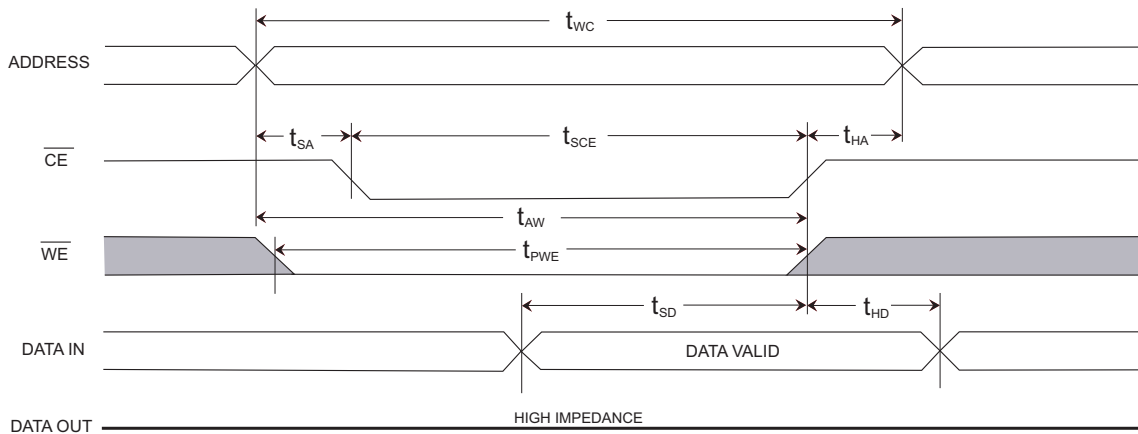 tWC
ADDRESS
tSA
tSCE
tHA
CE
tAW
WE
tPWE
tSD
tHD
DATA IN
DATA VALID
HIGH IMPEDANCE
DATA OUT